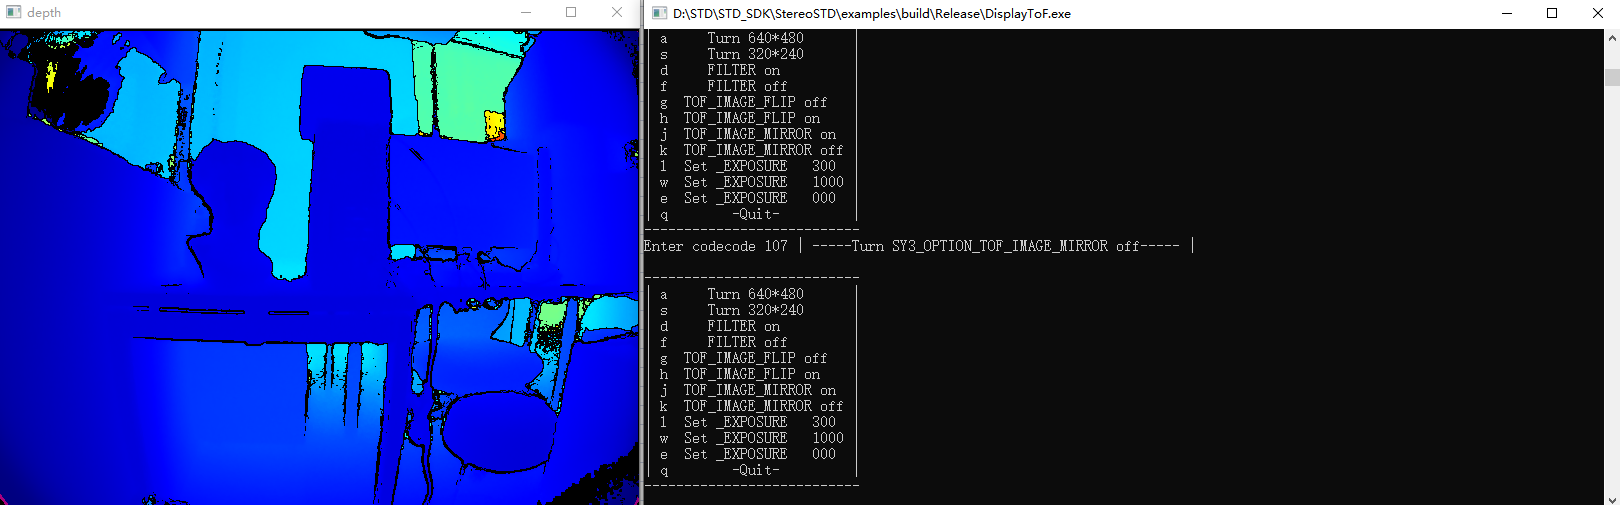 depth
D:\STD\STD_SDK\StereoSTD\examples\build\Release\DisplayToF.exe
| a Turn 640*480 |
| s Turn 320*240 |
| d FILTER on |
| f FILTER off |
| g TOF_IMAGE_FLIP off |
| h TOF_IMAGE_FLIP on |
| j TOF_IMAGE_MIRROR on |
| k TOF_IMAGE_MIRROR off |
| l Set _EXPOSURE 300 |
| w Set _EXPOSURE 1000 |
| e Set _EXPOSURE 000 |
| q -Quit- |
---------------------------
Enter codecode 107 | -----Turn SY3_OPTION_TOF_IMAGE_MIRROR off----- |
---------------------------
| a Turn 640*480 |
| s Turn 320*240 |
| d FILTER on |
| f FILTER off |
| g TOF_IMAGE_FLIP off |
| h TOF_IMAGE_FLIP on |
| j TOF_IMAGE_MIRROR on |
| k TOF_IMAGE_MIRROR off |
| l Set _EXPOSURE 300 |
| w Set _EXPOSURE 1000 |
| e Set _EXPOSURE 000 |
| q -Quit- |
---------------------------